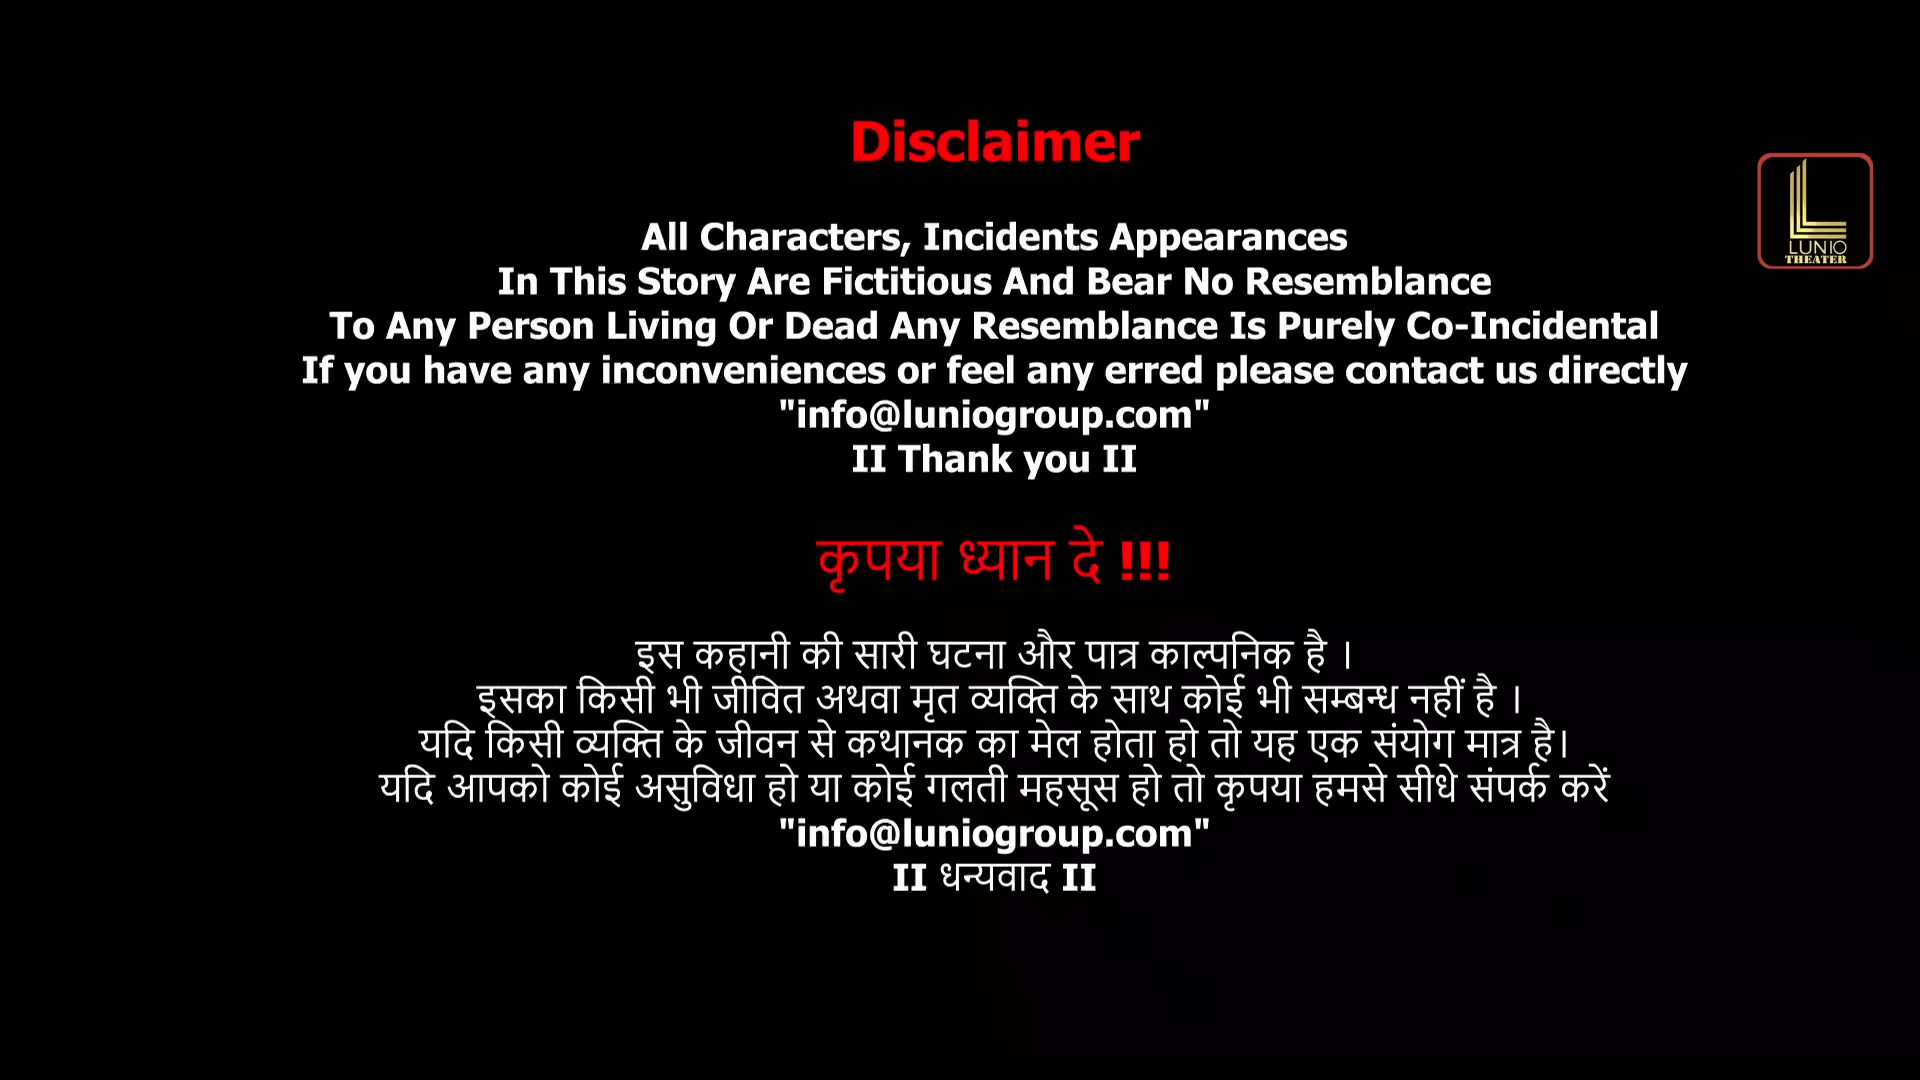 Disclaimer
All Characters, Incidents Appearances
In This Story Are Fictitious And Bear No Resemblance
To Any Person Living Or Dead Any Resemblance Is Purely Co-Incidental
If you have any inconveniences or feel any erred please contact us directly
"info@luniogroup.com"
II Thank you II
कृपया ध्यान दे !!!
इस कहानी की सारी घटना और पात्र काल्पनिक है ।
इसका किसी भी जीवित अथवा मृत व्यक्ति के साथ कोई भी सम्बन्ध नहीं है ।
यदि किसी व्यक्ति के जीवन से कथानक का मेल होता हो तो यह एक संयोग मात्र है।
यदि आपको कोई असुविधा हो या कोई गलती महसूस हो तो कृपया हमसे सीधे संपर्क करें
"info@luniogroup.com"
II धन्यवाद II
LUNIO
THEATER